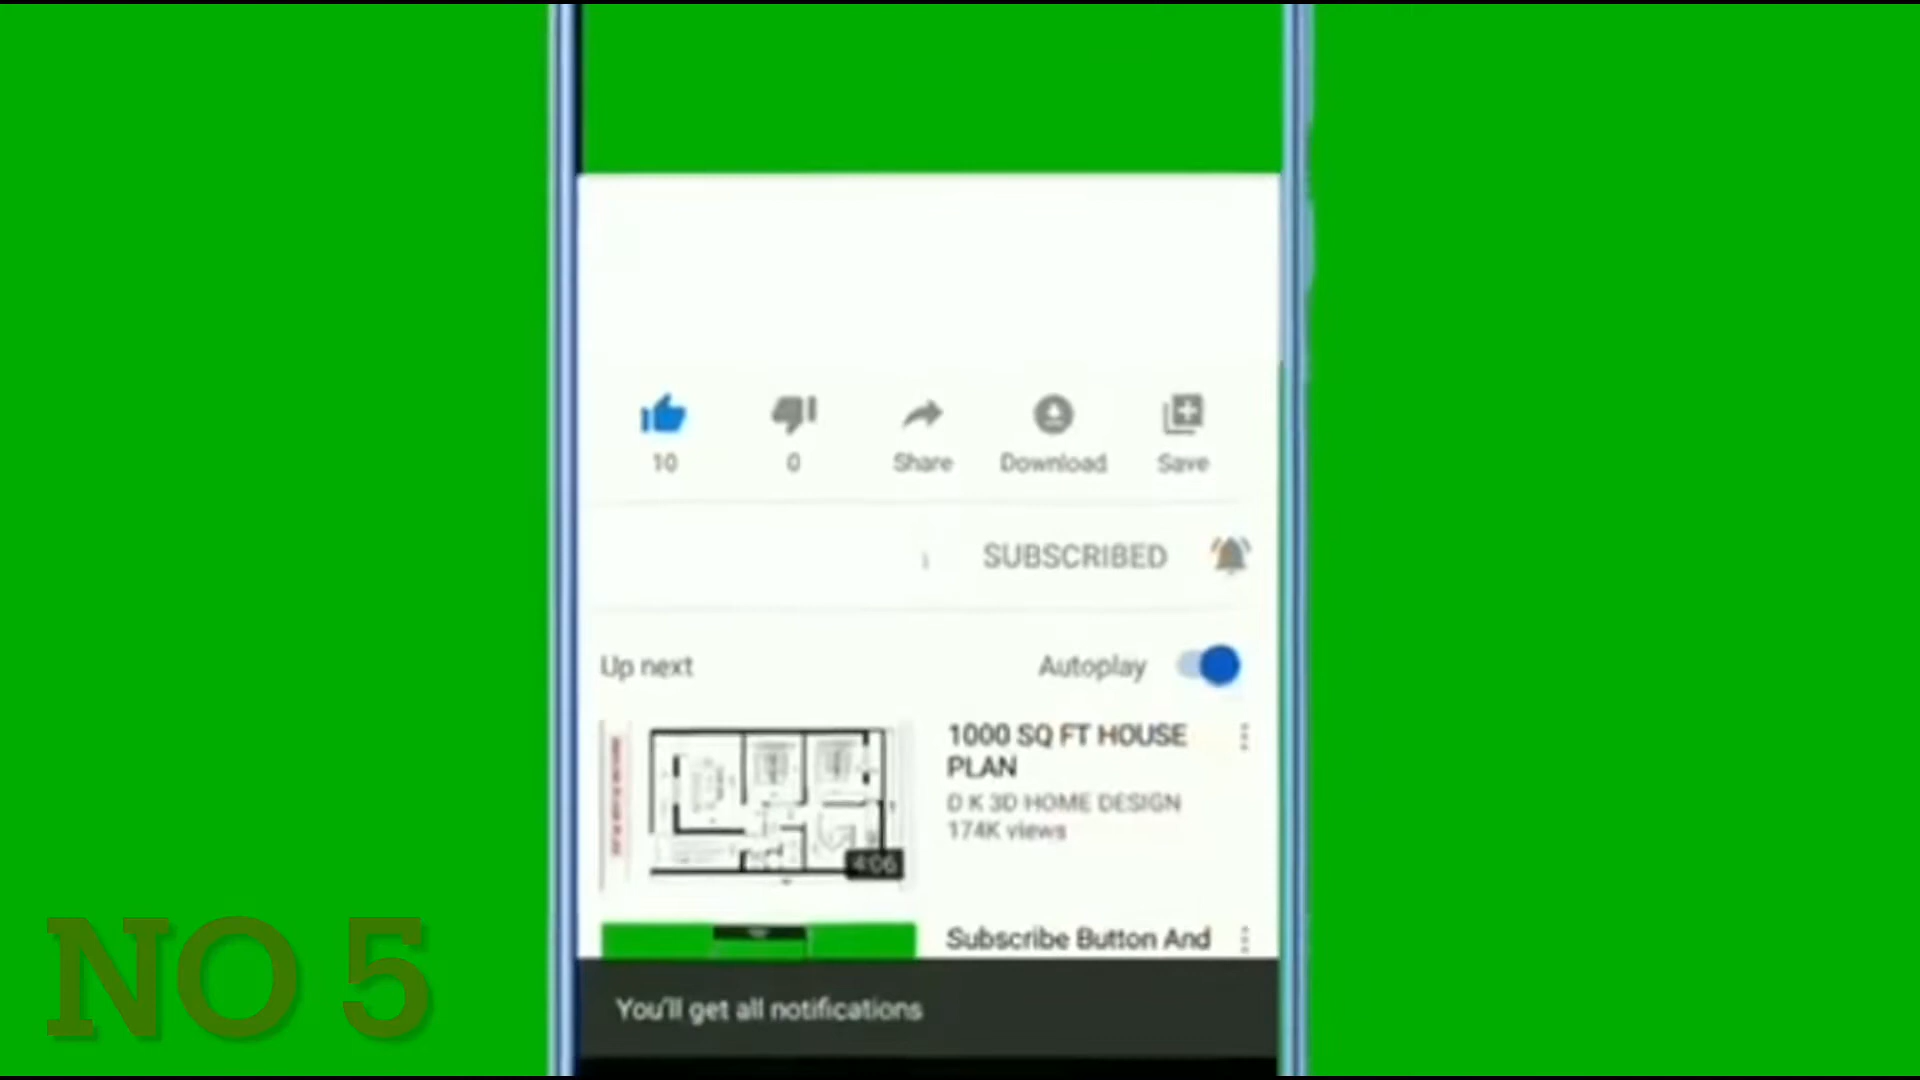 10
0
Share
Download
Save
SUBSCRIBED
Up next
Autoplay
1000 SQ FT HOUSE
PLAN
D K 3D HOME DESIGN
174K views
4:06
Subscribe Button And
You'll get all notifications
NO 5